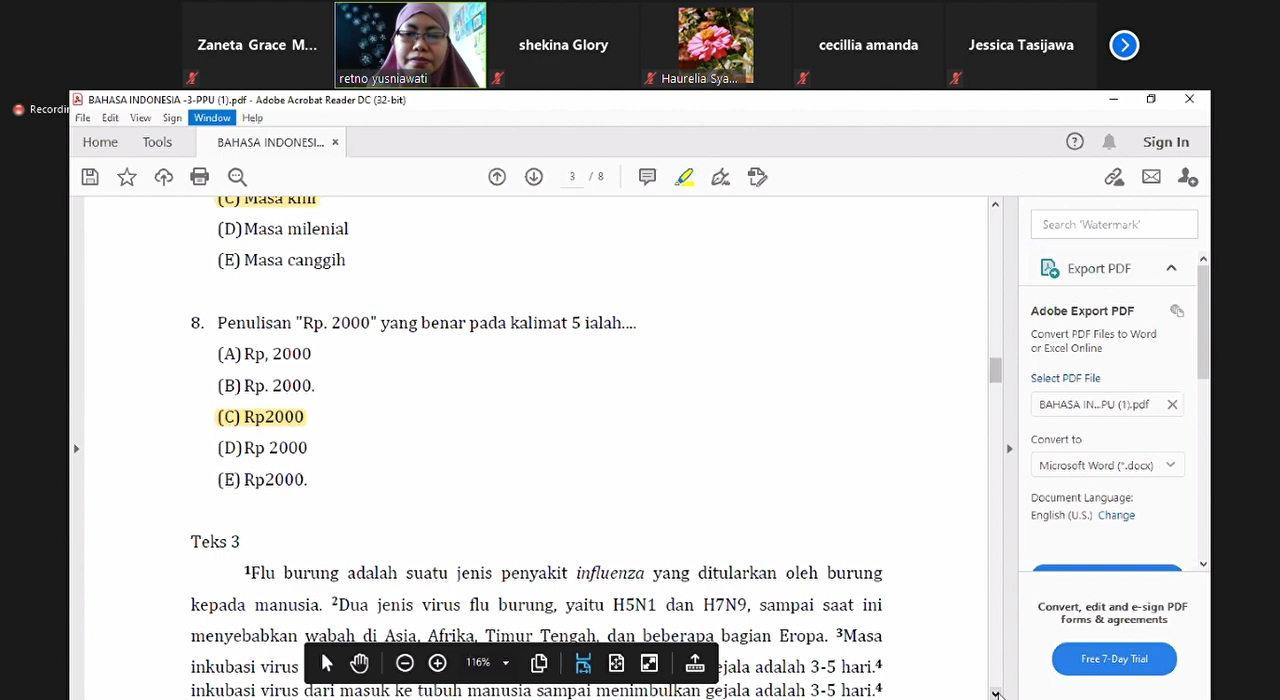 Zaneta Grace M...
retno yusniawati
shekina Glory
Haurelia Sya...
cecillia amanda
Jessica Tasijawa
Recordin
BAHASA INDONESIA -3-PPU (1).pdf - Adobe Acrobat Reader DC (32-bit)
File Edit View Sign Window Help
Home Tools BAHASA INDONESI... ×
Sign In
3 / 8
(C) Masa kini
(D) Masa milenial
(E) Masa canggih
8. Penulisan "Rp. 2000" yang benar pada kalimat 5 ialah....
(A) Rp, 2000
(B) Rp. 2000.
(C) Rp2000
(D) Rp 2000
(E) Rp2000.
Teks 3
¹Flu burung adalah suatu jenis penyakit influenza yang ditularkan oleh burung
kepada manusia. ²Dua jenis virus flu burung, yaitu H5N1 dan H7N9, sampai saat ini
menyebabkan wabah di Asia, Afrika, Timur Tengah, dan beberapa bagian Eropa. ³Masa
inkubasi virus gejala adalah 3-5 hari.⁴
inkubasi virus dari masuk ke tubuh manusia sampai menimbulkan gejala adalah 3-5 hari.⁴
116%
Search 'Watermark'
Export PDF
Adobe Export PDF
Convert PDF Files to Word
or Excel Online
Select PDF File
BAHASA IN...PU (1).pdf
Convert to
Microsoft Word (*.docx)
Document Language:
English (U.S.) Change
Convert, edit and e-sign PDF
forms & agreements
Free 7-Day Trial